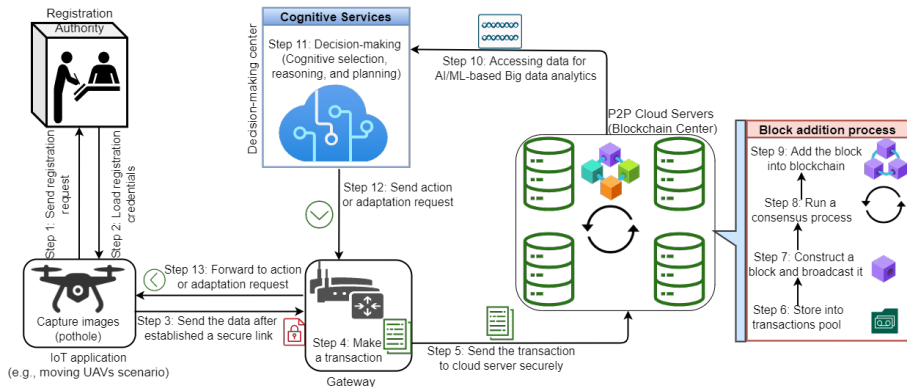 Registration
Authority
Step 1: Send registration
request
Step 2: Load registration
credentials
Capture images
(pothole)
IoT application
(e.g., moving UAVs scenario)
Decision-making center
Cognitive Services
Step 11: Decision-making
(Cognitive selection,
reasoning, and planning)
Step 10: Accessing data for
AI/ML-based Big data analytics
Step 12: Send action
or adaptation request
Step 13: Forward to action
or adaptation request
Step 3: Send the data after
established a secure link
Step 4: Make
a transaction
Gateway
Step 5: Send the transaction
to cloud server securely
P2P Cloud Servers
(Blockchain Center)
Block addition process
Step 9: Add the block
into blockchain
Step 8: Run a
consensus process
Step 7: Construct a
block and broadcast it
Step 6: Store into
transactions pool